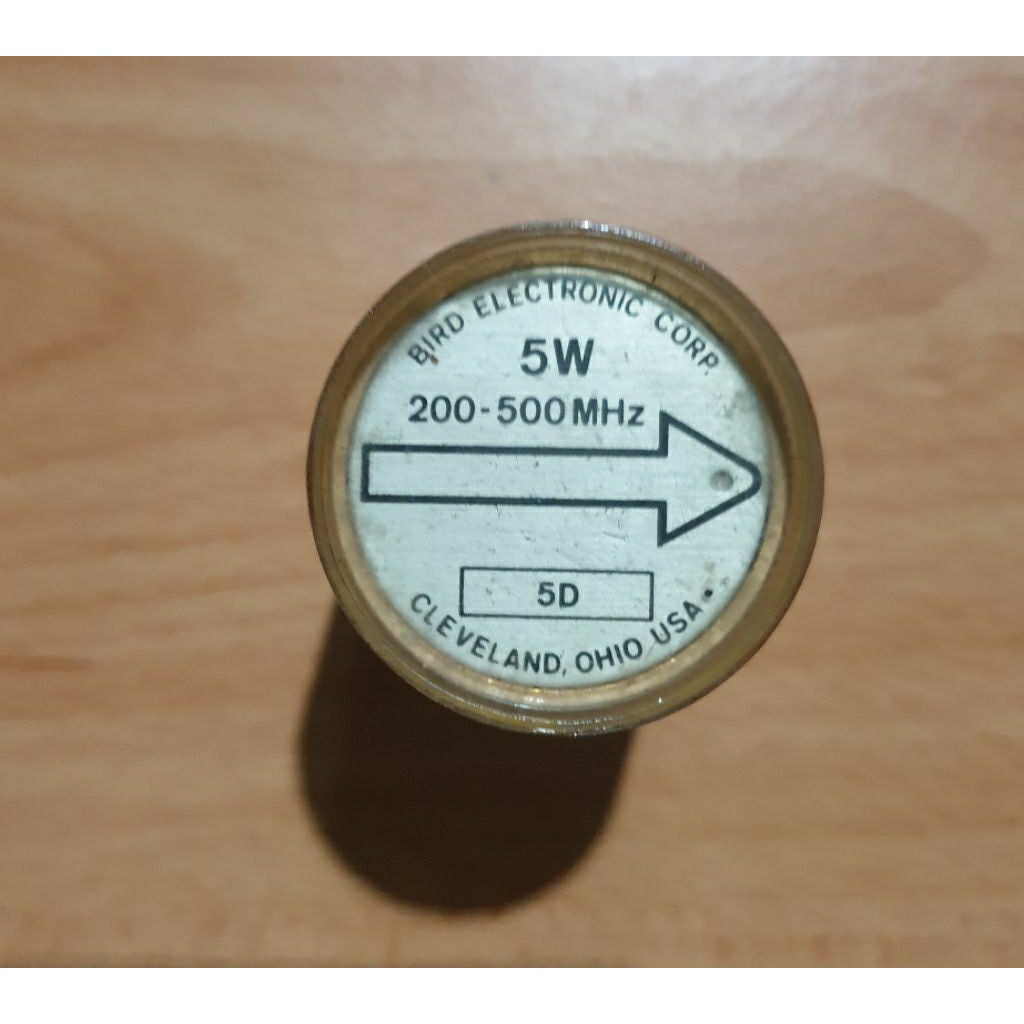 BIRD ELECTRONIC CORP.
5W
200-500MHz
5D
CLEVELAND, OHIO USA